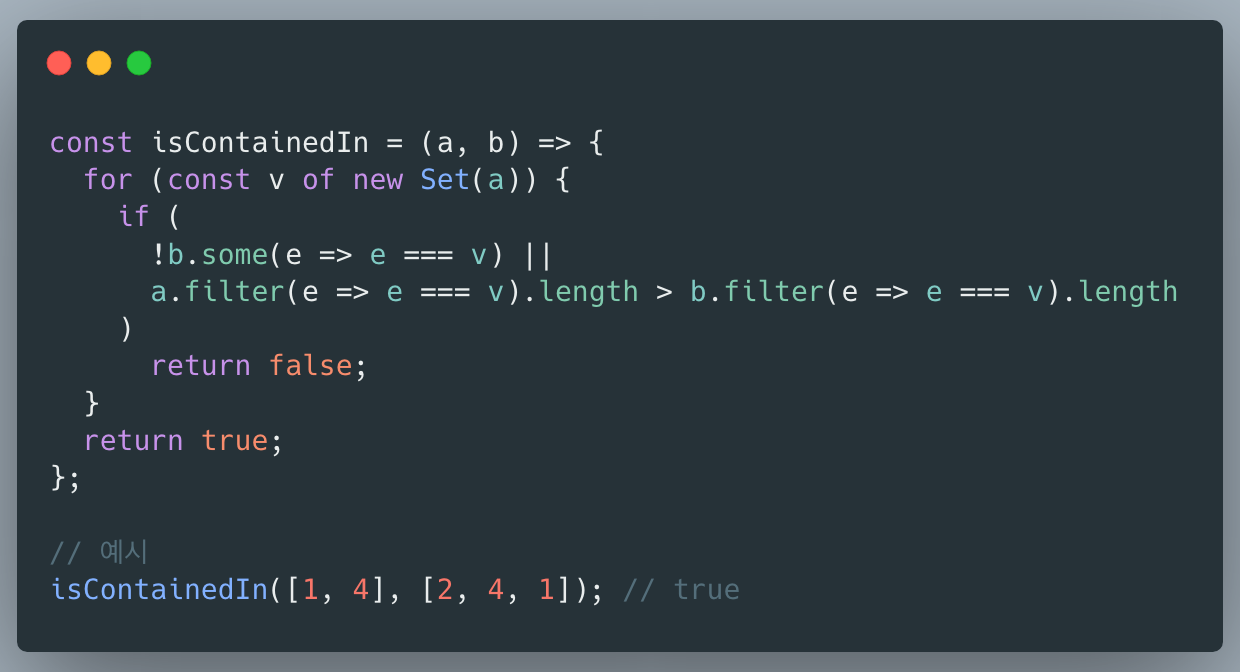 const isContainedIn = (a, b) => {
  for (const v of new Set(a)) {
    if (
      !b.some(e => e === v) ||
      a.filter(e => e === v).length > b.filter(e => e === v).length
    )
      return false;
  }
  return true;
};
// 예시
isContainedIn([1, 4], [2, 4, 1]); // true